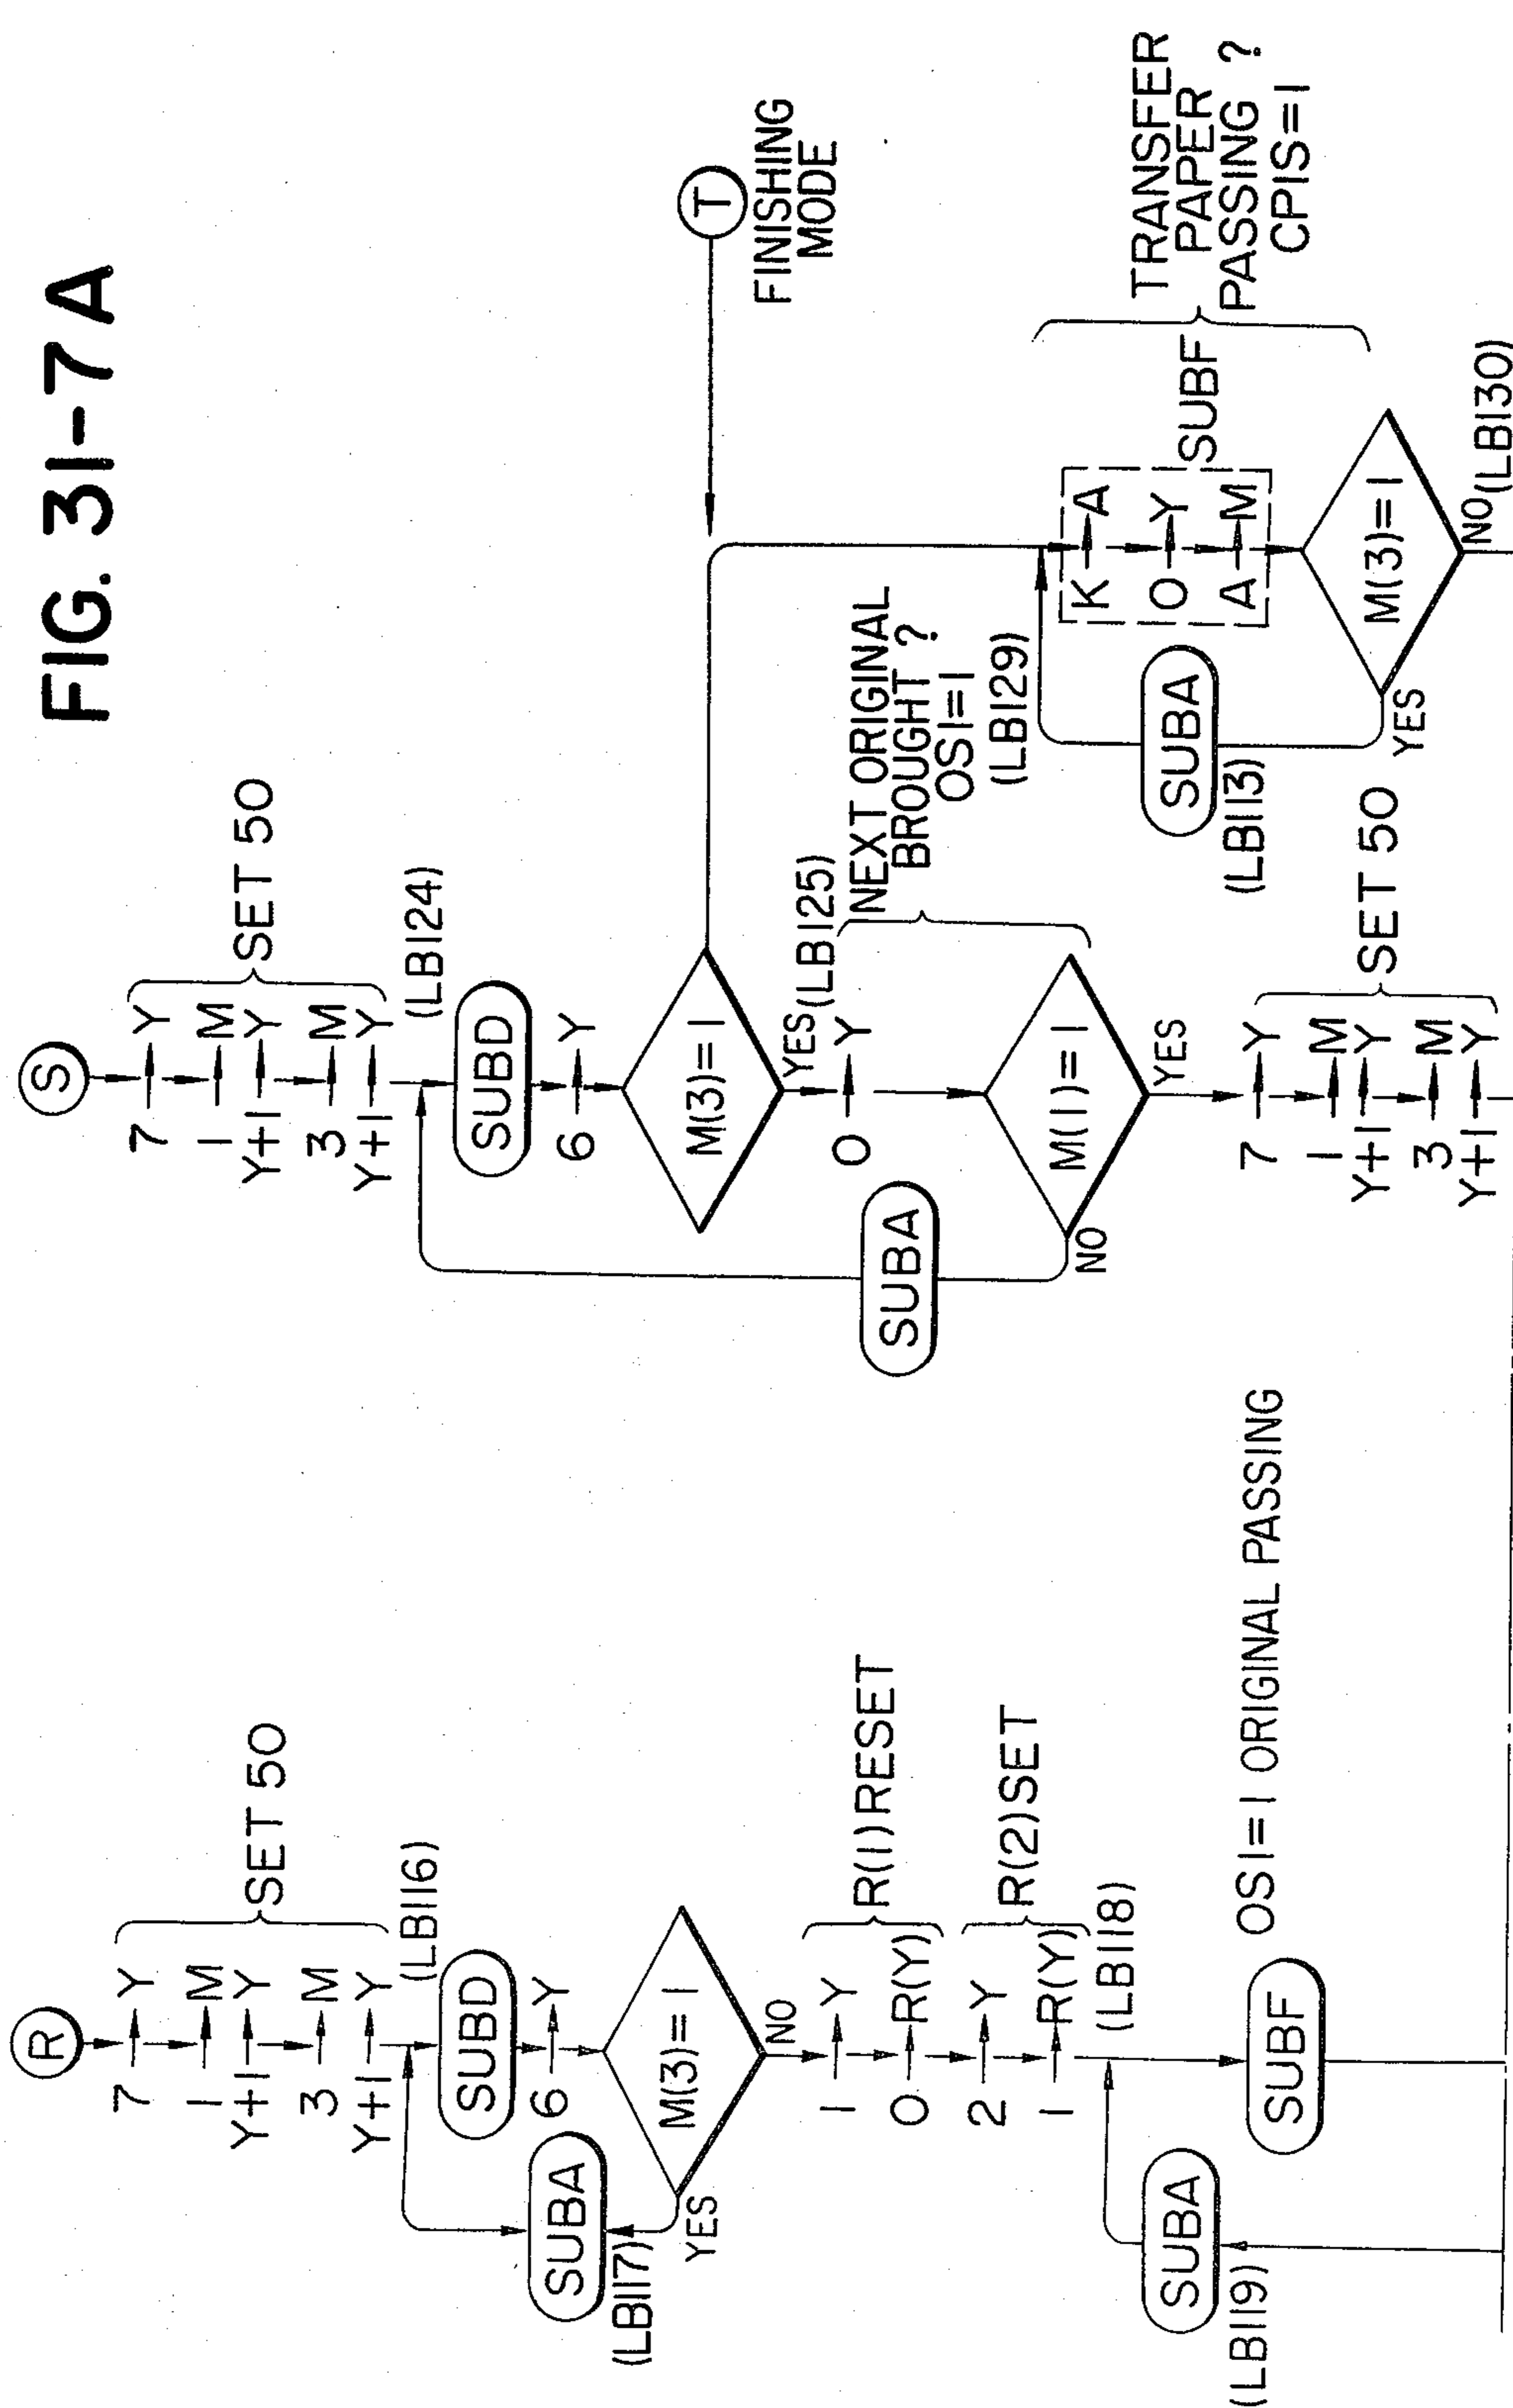 FIG. 31-7A
R
7 → Y
1 → M
Y+1 → Y
3 → M
Y+1 → Y
SET 50
(LB116)
SUBD
6 → Y
M(3)=1
YES
SUBA
(LB117)
NO
1 → Y
0 → R(Y)
R(1) RESET
2 → Y
1 → R(Y)
R(2) SET
(LB118)
SUBF
OS1=1 ORIGINAL PASSING
SUBA
(LB119)
S
7 → Y
1 → M
Y+1 → Y
3 → M
Y+1 → Y
SET 50
(LB124)
SUBD
6 → Y
M(3)=1
YES
(LB125)
0 → Y
NEXT ORIGINAL
BROUGHT ?
OS1=1
(LB129)
M(1)=1
NO
SUBA
YES
7 → Y
1 → M
Y+1 → Y
3 → M
Y+1 → Y
SET 50
T
FINISHING
MODE
K → A
0 → Y
A → M
SUBF
TRANSFER
PAPER
PASSING ?
CPIS=1
M(3)=1
YES
SUBA
(LB113)
NO
(LB130)